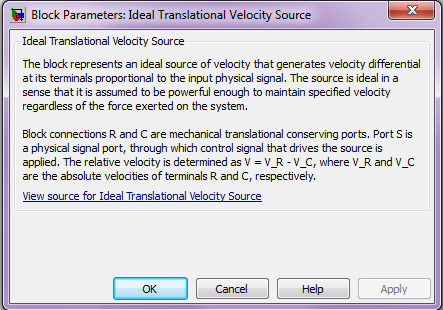 Block Parameters: Ideal Translational Velocity Source
Ideal Translational Velocity Source
The block represents an ideal source of velocity that generates velocity differential
at its terminals proportional to the input physical signal. The source is ideal in a
sense that it is assumed to be powerful enough to maintain specified velocity
regardless of the force exerted on the system.
Block connections R and C are mechanical translational conserving ports. Port S is
a physical signal port, through which control signal that drives the source is
applied. The relative velocity is determined as V = V_R - V_C, where V_R and V_C
are the absolute velocities of terminals R and C, respectively.
View source for Ideal Translational Velocity Source
OK Cancel Help Apply